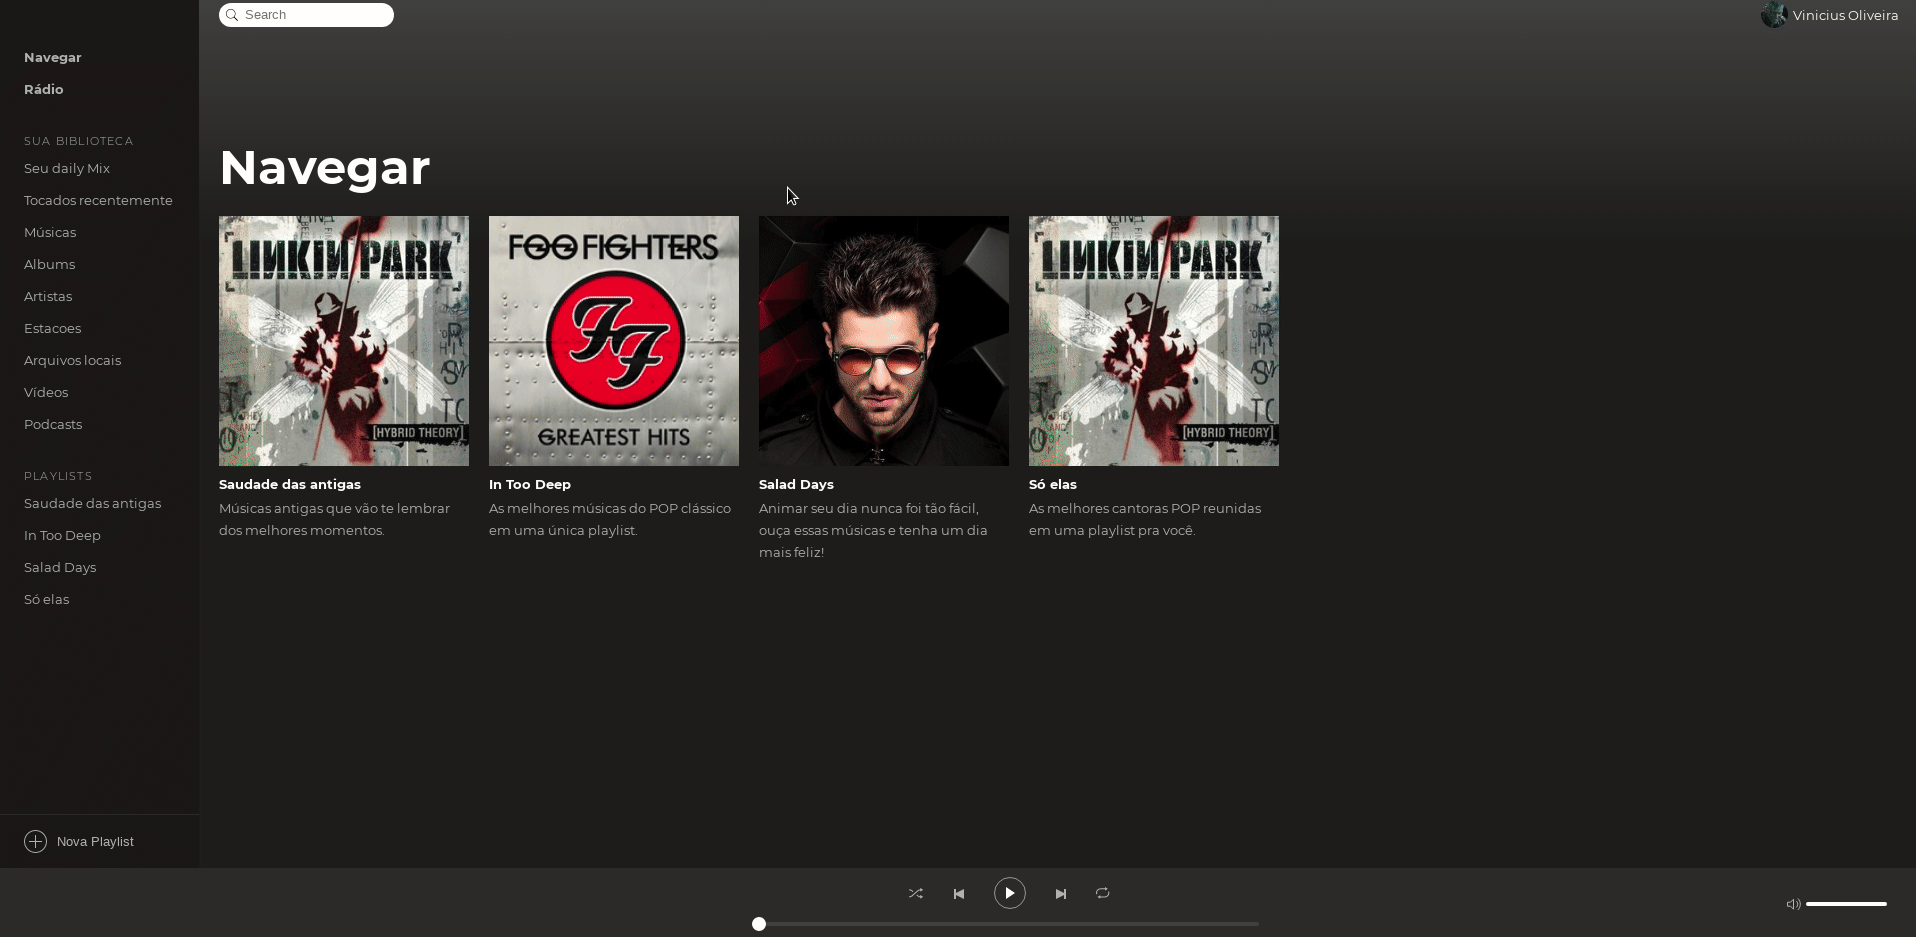 Search
Vinicius Oliveira
Navegar
Rádio
SUA BIBLIOTECA
Seu daily Mix
Tocados recentemente
Músicas
Albums
Artistas
Estacoes
Arquivos locais
Vídeos
Podcasts
PLAYLISTS
Saudade das antigas
In Too Deep
Salad Days
Só elas
Nova Playlist
Navegar
LINKIN PARK
[HYBRID THEORY]
Saudade das antigas
Músicas antigas que vão te lembrar
dos melhores momentos.
FOO FIGHTERS
FF
GREATEST HITS
In Too Deep
As melhores músicas do POP clássico
em uma única playlist.
Salad Days
Animar seu dia nunca foi tão fácil,
ouça essas músicas e tenha um dia
mais feliz!
LINKIN PARK
[HYBRID THEORY]
Só elas
As melhores cantoras POP reunidas
em uma playlist pra você.